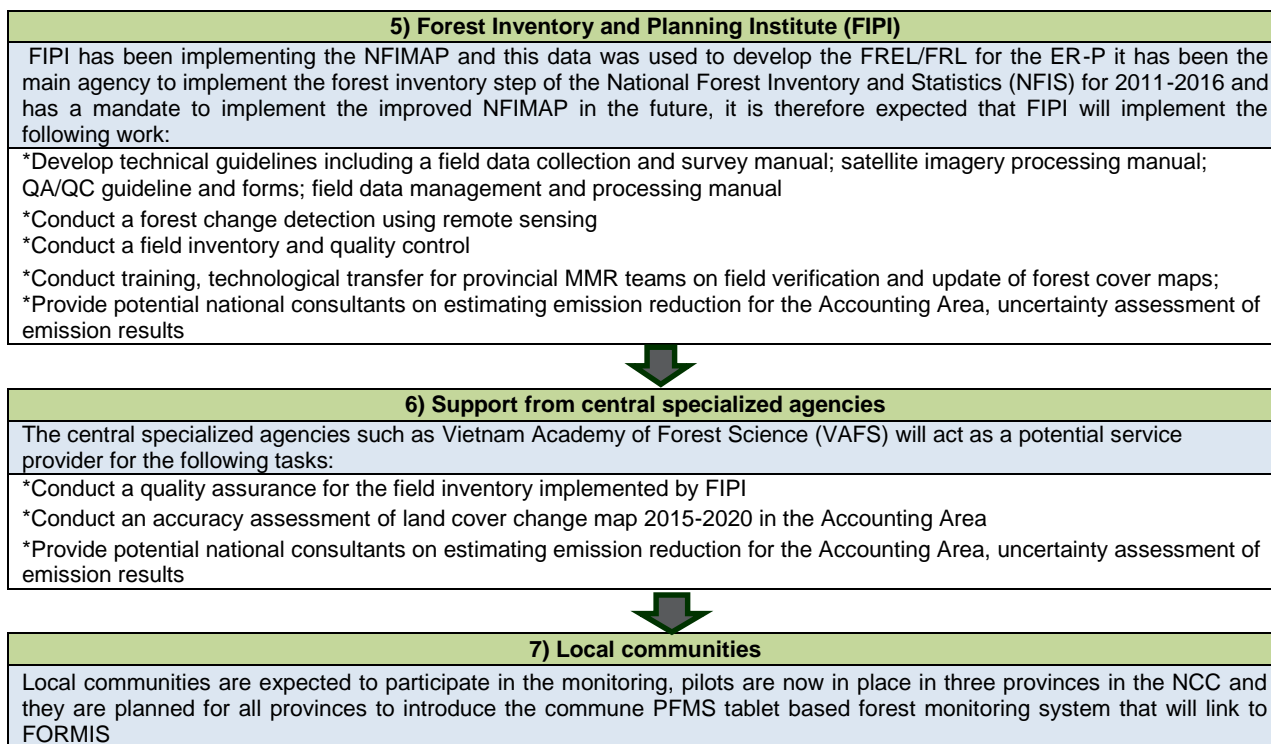 5) Forest Inventory and Planning Institute (FIPI)
FIPI has been implementing the NFIMAP and this data was used to develop the FREL/FRL for the ER-P it has been the
main agency to implement the forest inventory step of the National Forest Inventory and Statistics (NFIS) for 2011-2016 and
has a mandate to implement the improved NFIMAP in the future, it is therefore expected that FIPI will implement the
following work:
*Develop technical guidelines including a field data collection and survey manual; satellite imagery processing manual;
QA/QC guideline and forms; field data management and processing manual
*Conduct a forest change detection using remote sensing
*Conduct a field inventory and quality control
*Conduct training, technological transfer for provincial MMR teams on field verification and update of forest cover maps;
*Provide potential national consultants on estimating emission reduction for the Accounting Area, uncertainty assessment of
emission results
6) Support from central specialized agencies
The central specialized agencies such as Vietnam Academy of Forest Science (VAFS) will act as a potential service
provider for the following tasks:
*Conduct a quality assurance for the field inventory implemented by FIPI
*Conduct an accuracy assessment of land cover change map 2015-2020 in the Accounting Area
*Provide potential national consultants on estimating emission reduction for the Accounting Area, uncertainty assessment of
emission results
7) Local communities
Local communities are expected to participate in the monitoring, pilots are now in place in three provinces in the NCC and
they are planned for all provinces to introduce the commune PFMS tablet based forest monitoring system that will link to
FORMIS